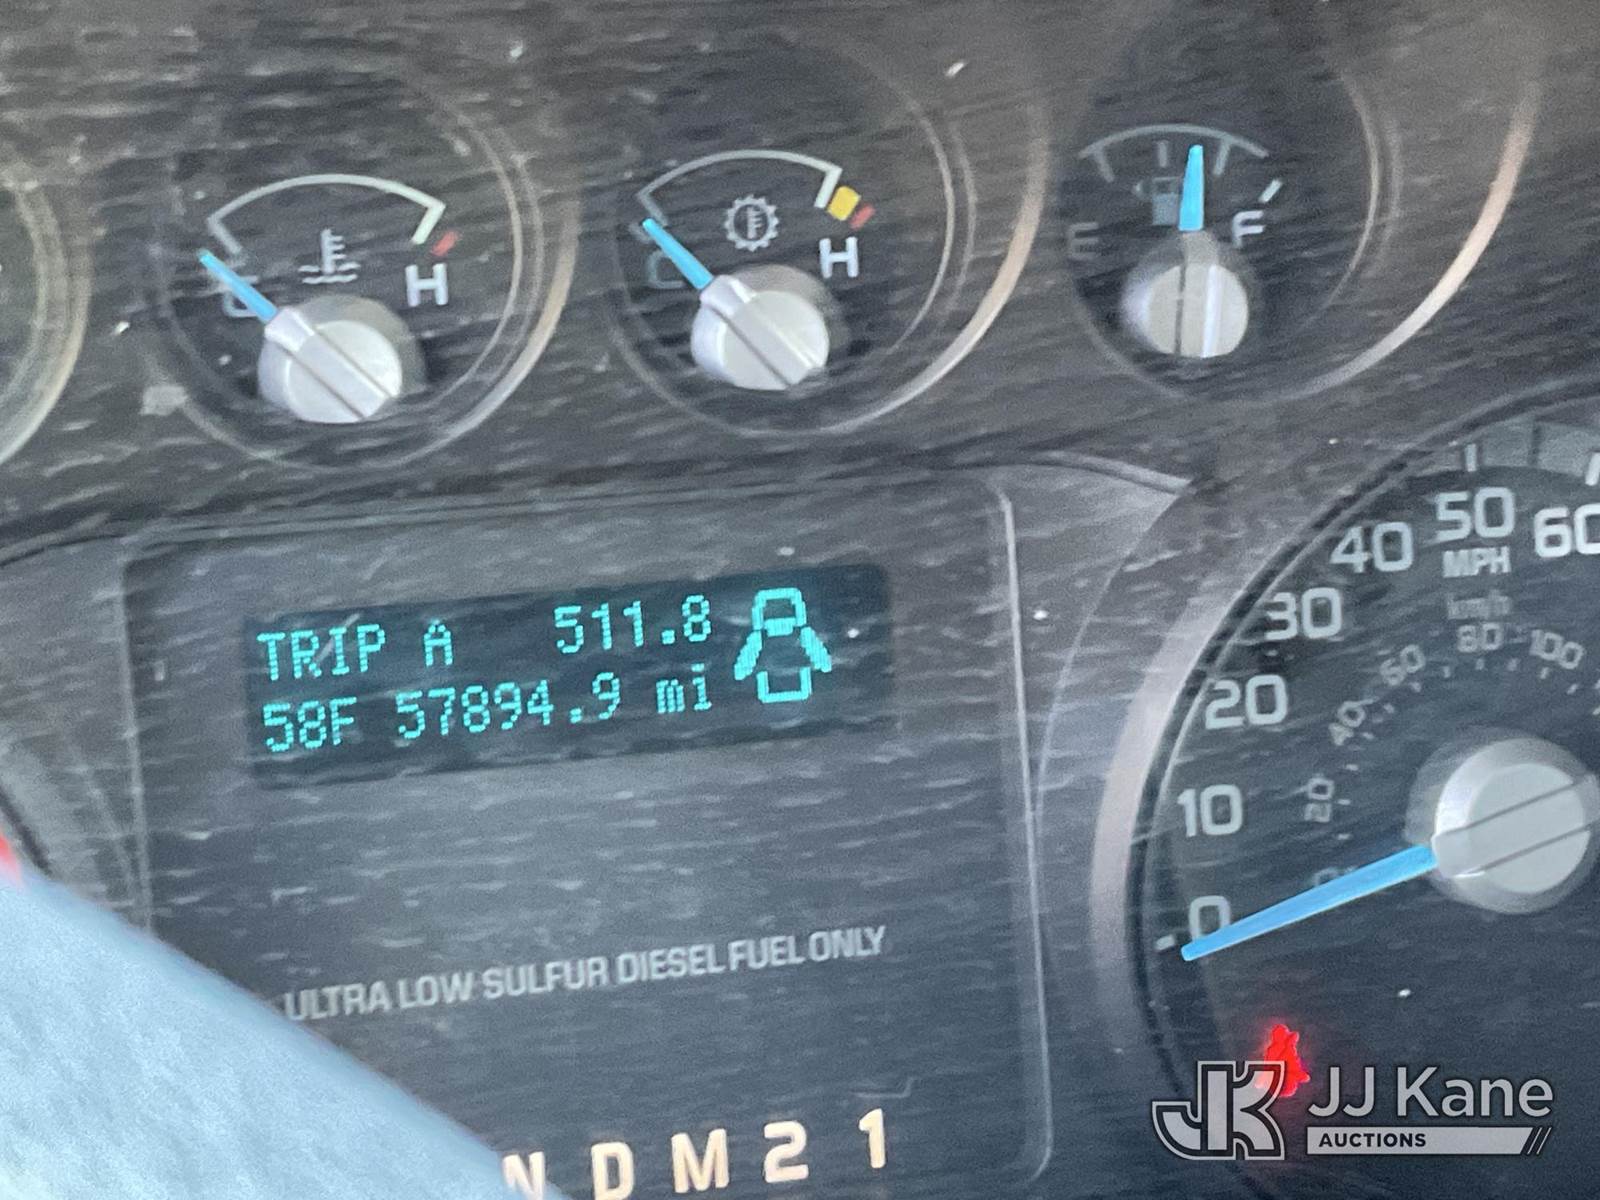 C H
C H
E F
TRIP A 511.8
58F 57894.9 mi
ULTRA LOW SULFUR DIESEL FUEL ONLY
N D M 2 1
0 10 20 30 40 50 60
MPH
km/h
20 40 60 80 100
JK JJ Kane
AUCTIONS